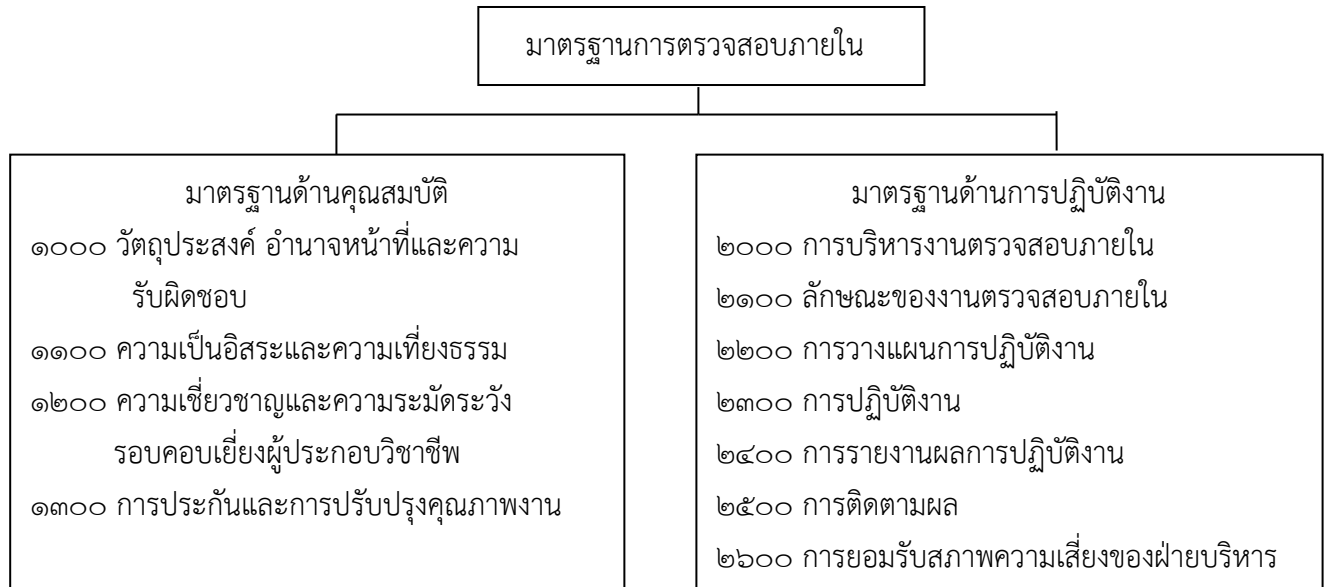 มาตรฐานการตรวจสอบภายใน
มาตรฐานด้านคุณสมบัติ
๑๐๐๐ วัตถุประสงค์ อำนาจหน้าที่และความ
รับผิดชอบ
๑๑๐๐ ความเป็นอิสระและความเที่ยงธรรม
๑๒๐๐ ความเชี่ยวชาญและความระมัดระวัง
รอบคอบเยี่ยงผู้ประกอบวิชาชีพ
๑๓๐๐ การประกันและการปรับปรุงคุณภาพงาน
มาตรฐานด้านการปฏิบัติงาน
๒๐๐๐ การบริหารงานตรวจสอบภายใน
๒๑๐๐ ลักษณะของงานตรวจสอบภายใน
๒๒๐๐ การวางแผนการปฏิบัติงาน
๒๓๐๐ การปฏิบัติงาน
๒๔๐๐ การรายงานผลการปฏิบัติงาน
๒๕๐๐ การติดตามผล
๒๖๐๐ การยอมรับสภาพความเสี่ยงของฝ่ายบริหาร